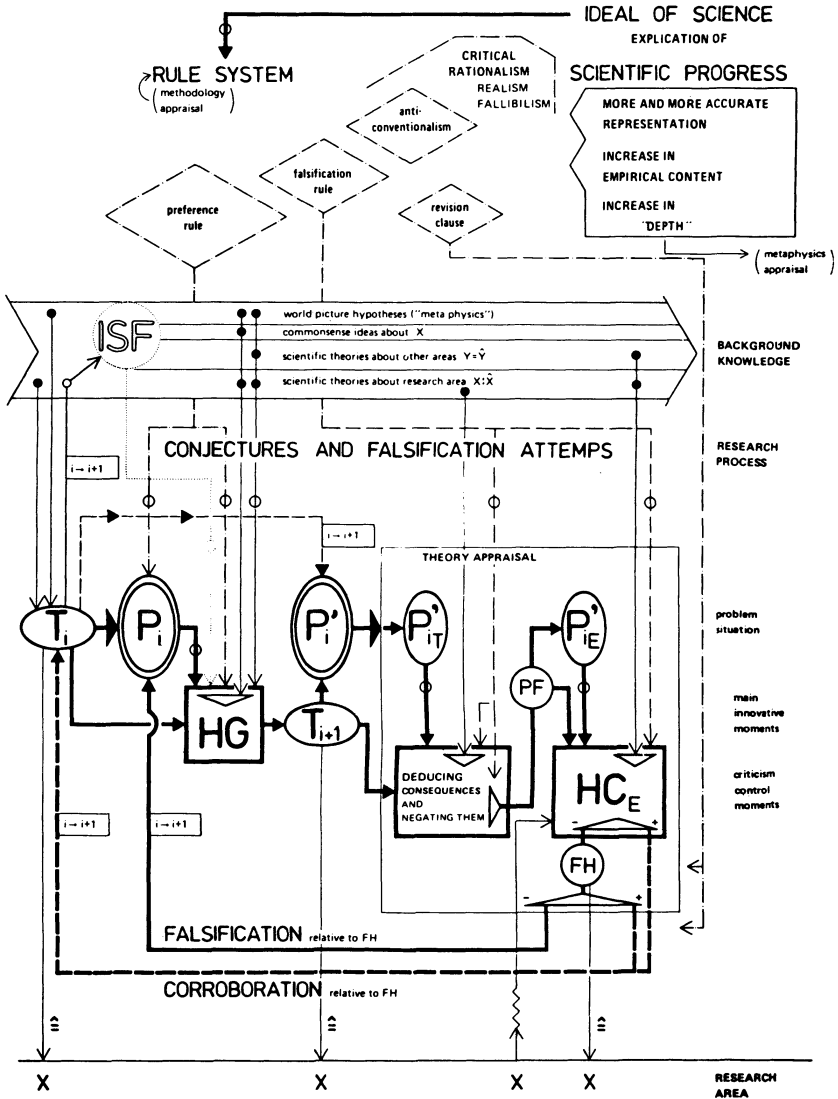 IDEAL OF SCIENCE
EXPLICATION OF
SCIENTIFIC PROGRESS
RULE SYSTEM
(methodology
appraisal)
CRITICAL
RATIONALISM
REALISM
FALLIBILISM
MORE AND MORE ACCURATE
REPRESENTATION
INCREASE IN
EMPIRICAL CONTENT
INCREASE IN
"DEPTH"
(metaphysics
appraisal)
anti-
conventionalism
falsification
rule
preference
rule
revision
clause
ISF
world picture hypotheses ("meta physics")
commonsense ideas about X
scientific theories about other areas Y=Ŷ
scientific theories about research area X:X̂
BACKGROUND
KNOWLEDGE
CONJECTURES AND FALSIFICATION ATTEMPS
RESEARCH
PROCESS
i→i+1
i→i+1
THEORY APPRAISAL
Ti
Pi
Pi'
P'iT
P'iE
problem
situation
PF
HG
Ti+1
main
innovative
moments
DEDUCING
CONSEQUENCES
AND
NEGATING THEM
HCE
criticism
control
moments
- +
i→i+1
i→i+1
FH
- +
FALSIFICATION relative to FH
CORROBORATION relative to FH
≙ ≙ ≙
X X X X
RESEARCH
AREA